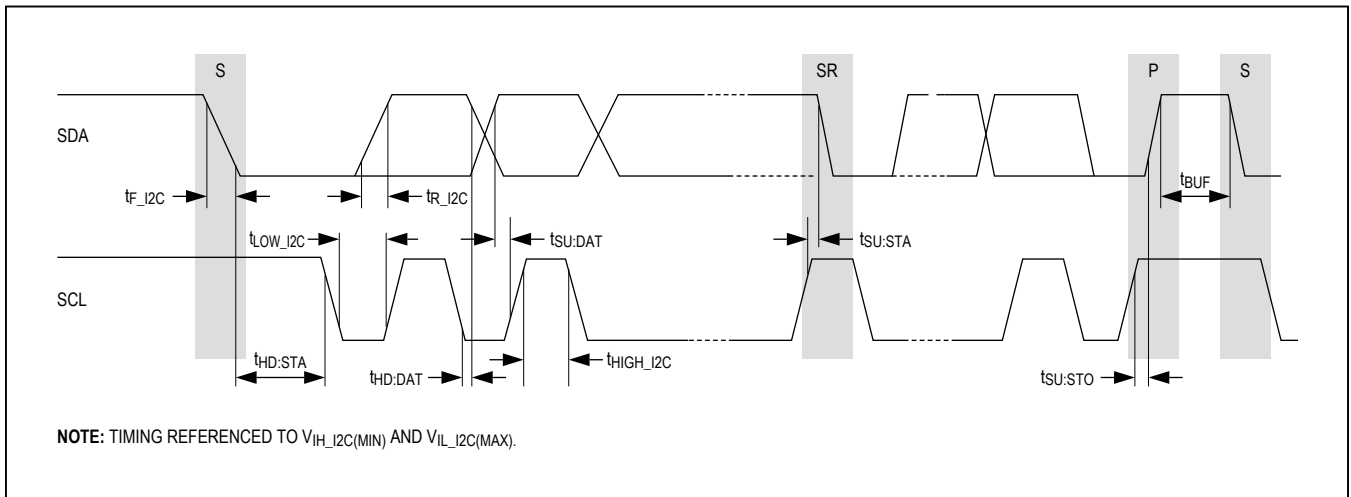 S
SR
P
S
SDA
tBUF
tF_I2C
tR_I2C
tLOW_I2C
tSU:DAT
tSU:STA
SCL
tHD:STA
tHD:DAT
tHIGH_I2C
tSU:STO
NOTE: TIMING REFERENCED TO VIH_I2C(MIN) AND VIL_I2C(MAX).